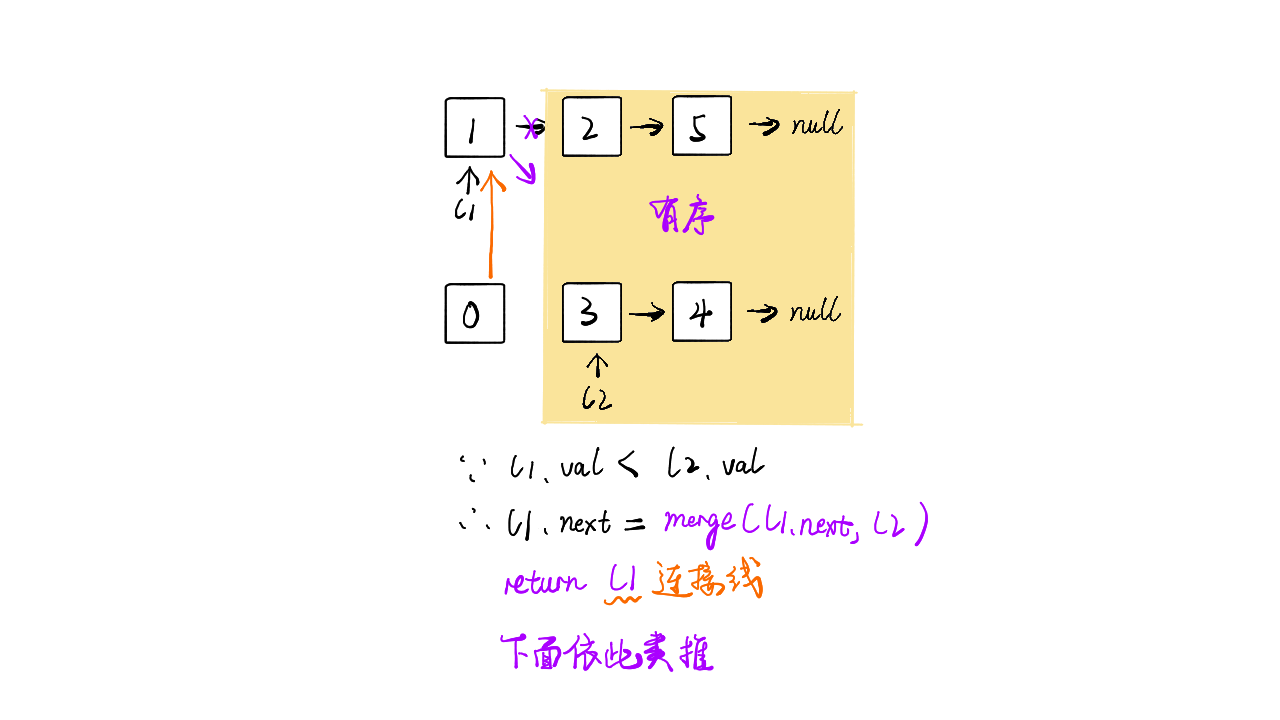 1 → 2 → 5 → null
l1
有序
0 3 → 4 → null
l2
∵ l1.val < l2.val
∴ l1.next = merge(l1.next, l2)
return l1 连接线
下面依此类推